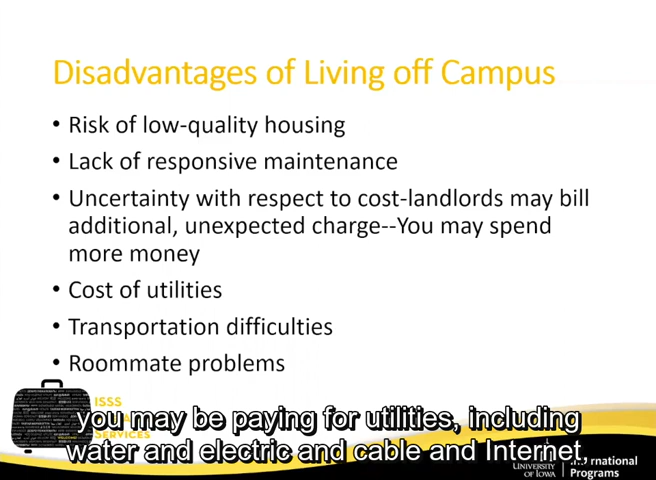 Disadvantages of Living off Campus
• Risk of low-quality housing
• Lack of responsive maintenance
• Uncertainty with respect to cost-landlords may bill
additional, unexpected charge--You may spend
more money
• Cost of utilities
• Transportation difficulties
• Roommate problems
ISSS
SERVICES
you may be paying for utilities, including
water and electric and cable and Internet,
UNIVERSITY
OF IOWA
Programs